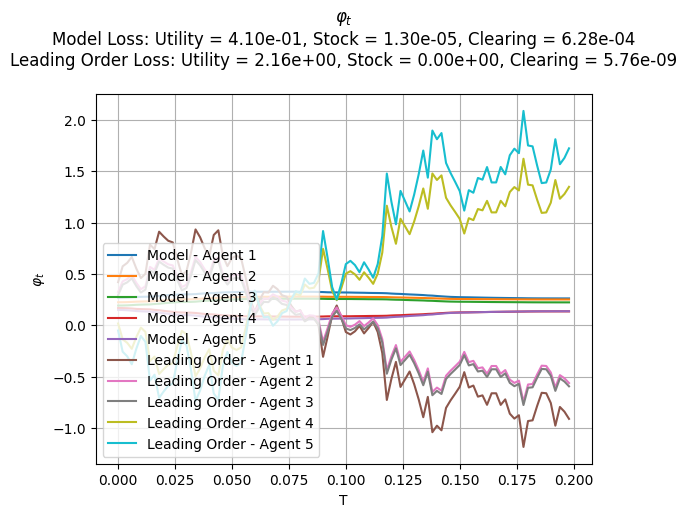 φₜ
Model Loss: Utility = 4.10e-01, Stock = 1.30e-05, Clearing = 6.28e-04
Leading Order Loss: Utility = 2.16e+00, Stock = 0.00e+00, Clearing = 5.76e-09
2.0
1.5
1.0
0.5
0.0
−0.5
−1.0
φₜ
Model - Agent 1
Model - Agent 2
Model - Agent 3
Model - Agent 4
Model - Agent 5
Leading Order - Agent 1
Leading Order - Agent 2
Leading Order - Agent 3
Leading Order - Agent 4
Leading Order - Agent 5
0.000 0.025 0.050 0.075 0.100 0.125 0.150 0.175 0.200
T